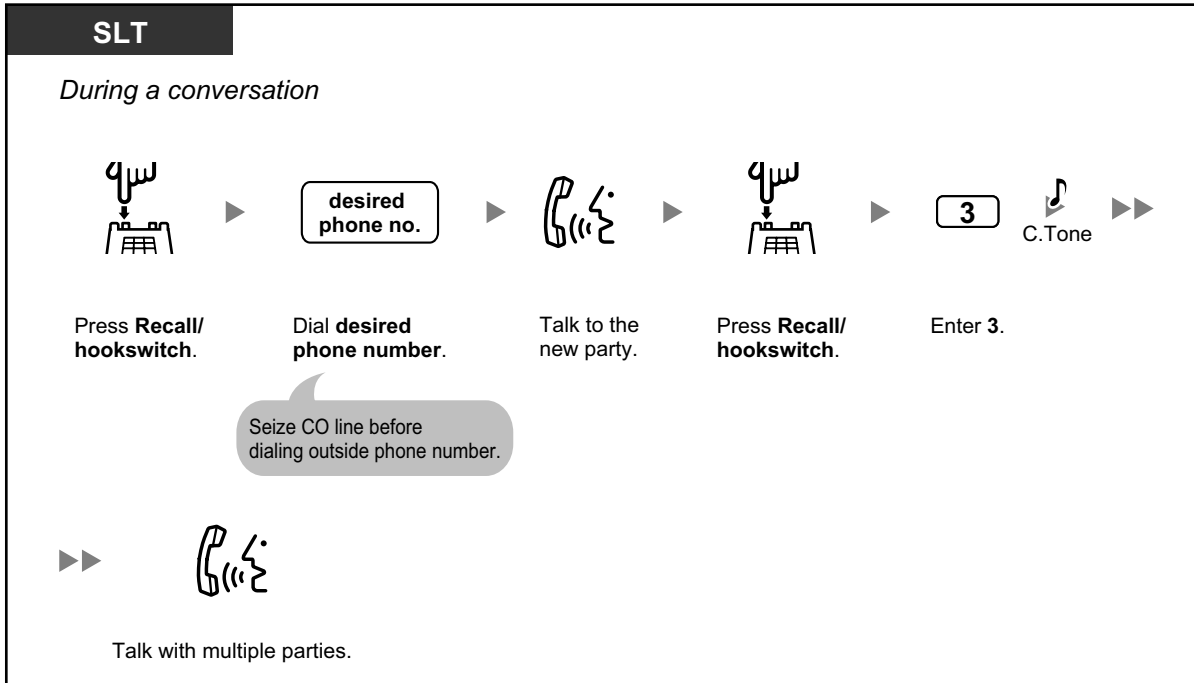 SLT
During a conversation
desired
phone no.
3
C.Tone
Press Recall/
hookswitch.
Dial desired
phone number.
Talk to the
new party.
Press Recall/
hookswitch.
Enter 3.
Seize CO line before
dialing outside phone number.
Talk with multiple parties.